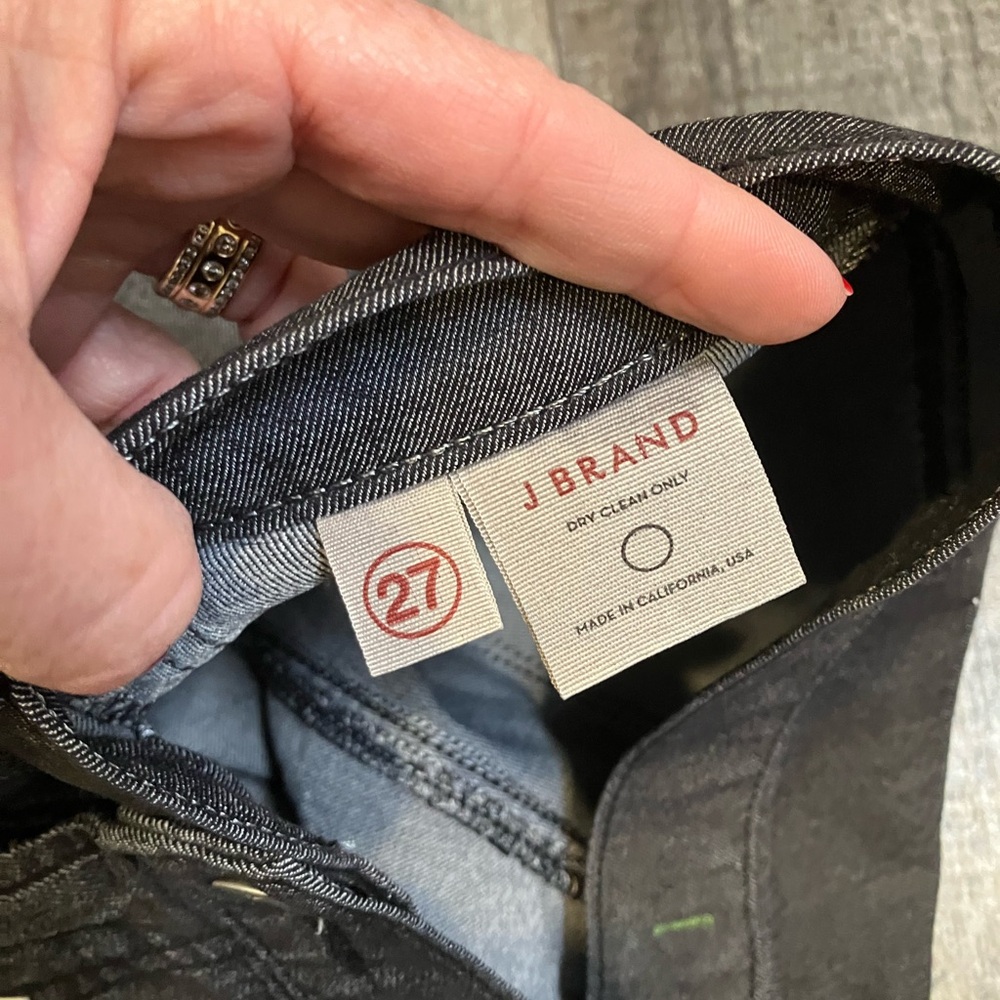 27
J BRAND
DRY CLEAN ONLY
MADE IN CALIFORNIA, USA